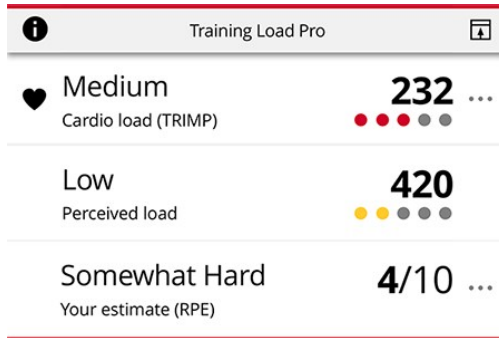 Training Load Pro
Medium
232
Cardio load (TRIMP)
Low
420
Perceived load
Somewhat Hard
4/10
Your estimate (RPE)